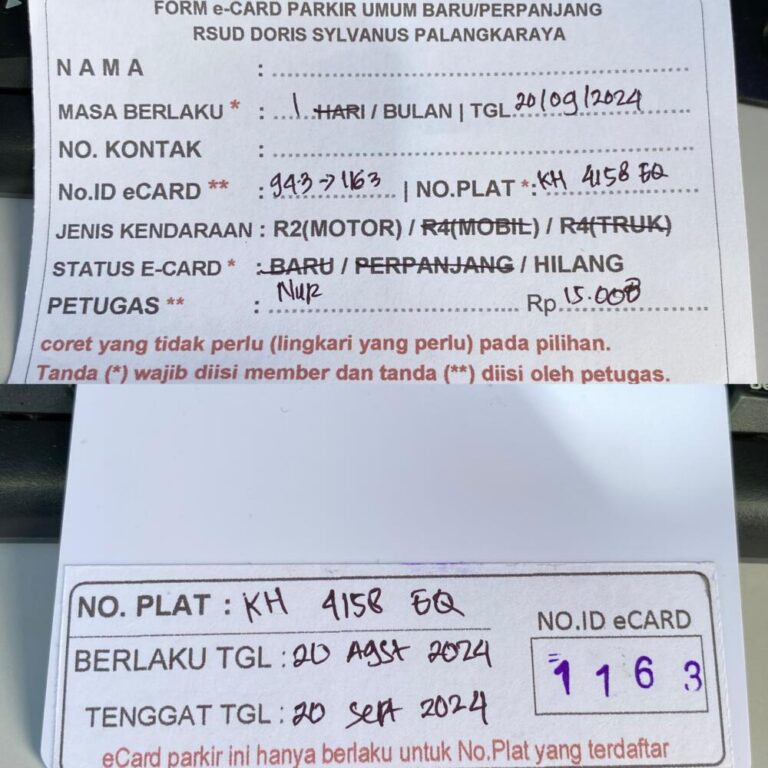 FORM e-CARD PARKIR UMUM BARU/PERPANJANG
RSUD DORIS SYLVANUS PALANGKARAYA
NAMA :
MASA BERLAKU * : 1 HARI / BULAN | TGL. 20/09/2024
NO. KONTAK :
No.ID eCARD ** : 943->1163 | NO.PLAT *: KH 4158 EQ
JENIS KENDARAAN : R2(MOTOR) / R4(MOBIL) / R4(TRUK)
STATUS E-CARD * : BARU / PERPANJANG / HILANG
PETUGAS ** : Nur Rp. 15.000
coret yang tidak perlu (lingkari yang perlu) pada pilihan.
Tanda (*) wajib diisi member dan tanda (**) diisi oleh petugas.
NO. PLAT : KH 4158 EQ
BERLAKU TGL : 20 Agst 2024
TENGGAT TGL : 20 Sept 2024
NO.ID eCARD
1163
eCard parkir ini hanya berlaku untuk No.Plat yang terdaftar